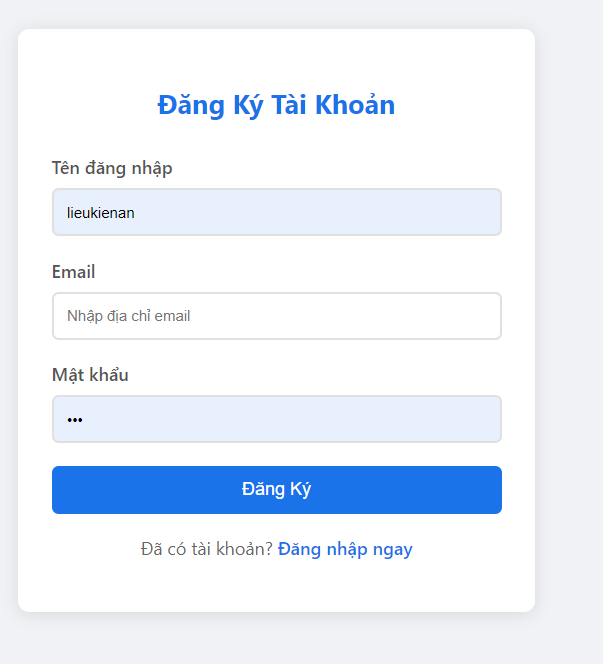 Đăng Ký Tài Khoản
Tên đăng nhập
lieukienan
Email
Nhập địa chỉ email
Mật khẩu
•••
Đăng Ký
Đã có tài khoản? Đăng nhập ngay